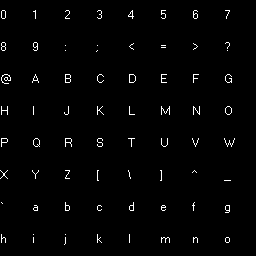 0 1 2 3 4 5 6 7
8 9 : ; < = > ?
@ A B C D E F G
H I J K L M N O
P Q R S T U V W
X Y Z [ \ ] ^ _
` a b c d e f g
h i j k l m n o